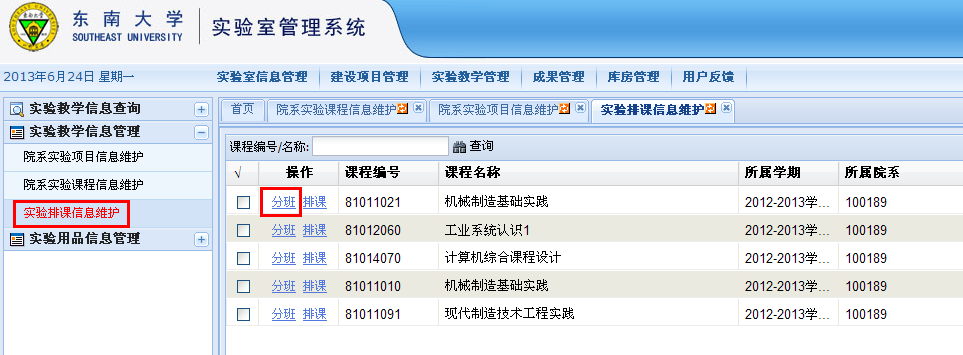 东南大学
SOUTHEAST UNIVERSITY
实验室管理系统
2013年6月24日 星期一
实验室信息管理 建设项目管理 实验教学管理 成果管理 库房管理 用户反馈
实验教学信息查询
实验教学信息管理
院系实验项目信息维护
院系实验课程信息维护
实验排课信息维护
实验用品信息管理
首页 院系实验课程信息维护 院系实验项目信息维护 实验排课信息维护
课程编号/名称: 查询
√ 操作 课程编号 课程名称 所属学期 所属院系
分班 排课 81011021 机械制造基础实践 2012-2013学... 100189
分班 排课 81012060 工业系统认识1 2012-2013学... 100189
分班 排课 81014070 计算机综合课程设计 2012-2013学... 100189
分班 排课 81011010 机械制造基础实践 2012-2013学... 100189
分班 排课 81011091 现代制造技术工程实践 2012-2013学... 100189